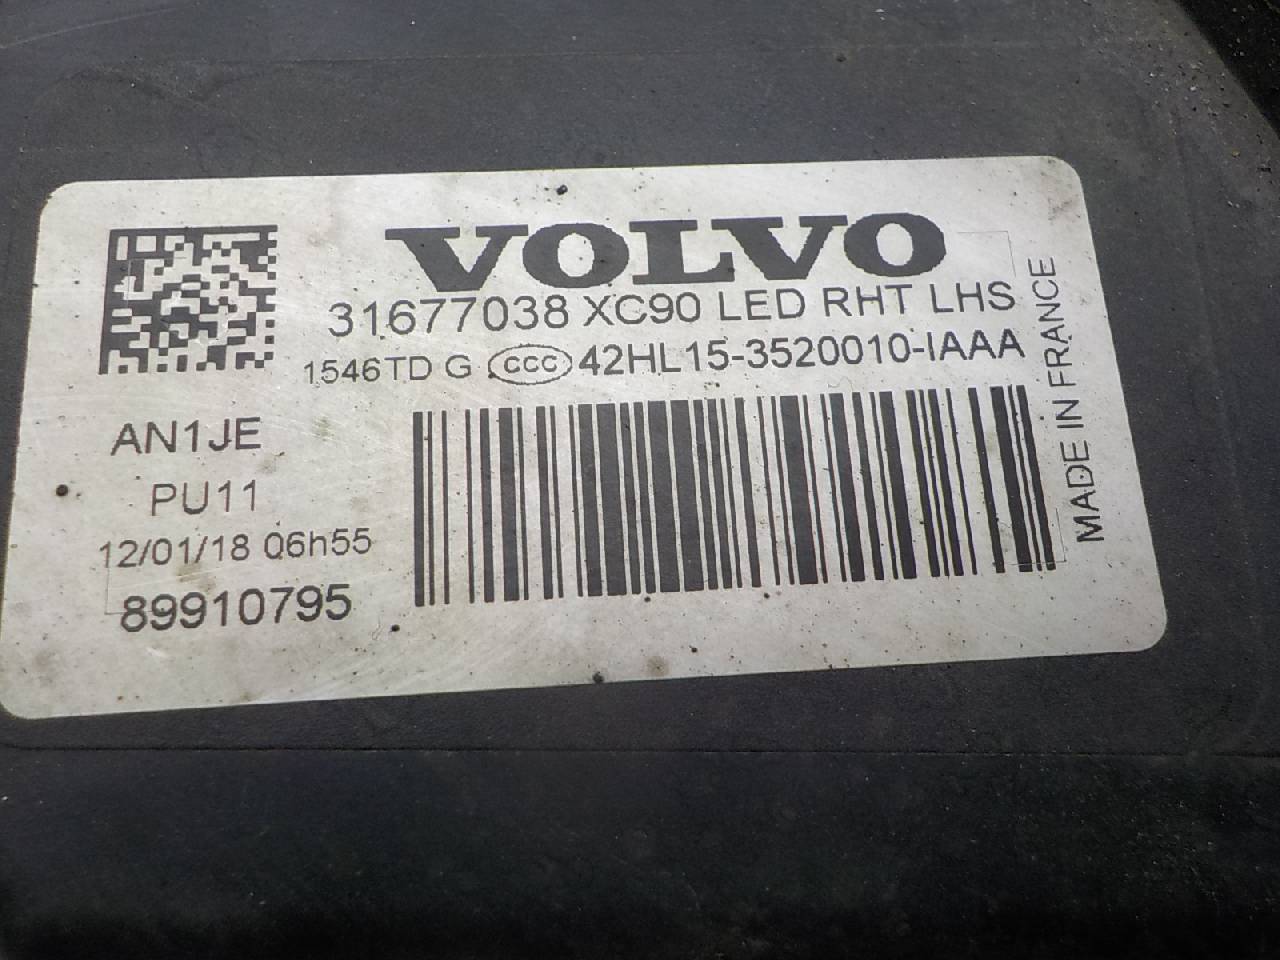 VOLVO
31677038 XC90 LED RHT LHS
1546TD G CCC 42HL15-3520010-IAAA
MADE IN FRANCE
AN1JE
PU11
12/01/18 06h55
89910795